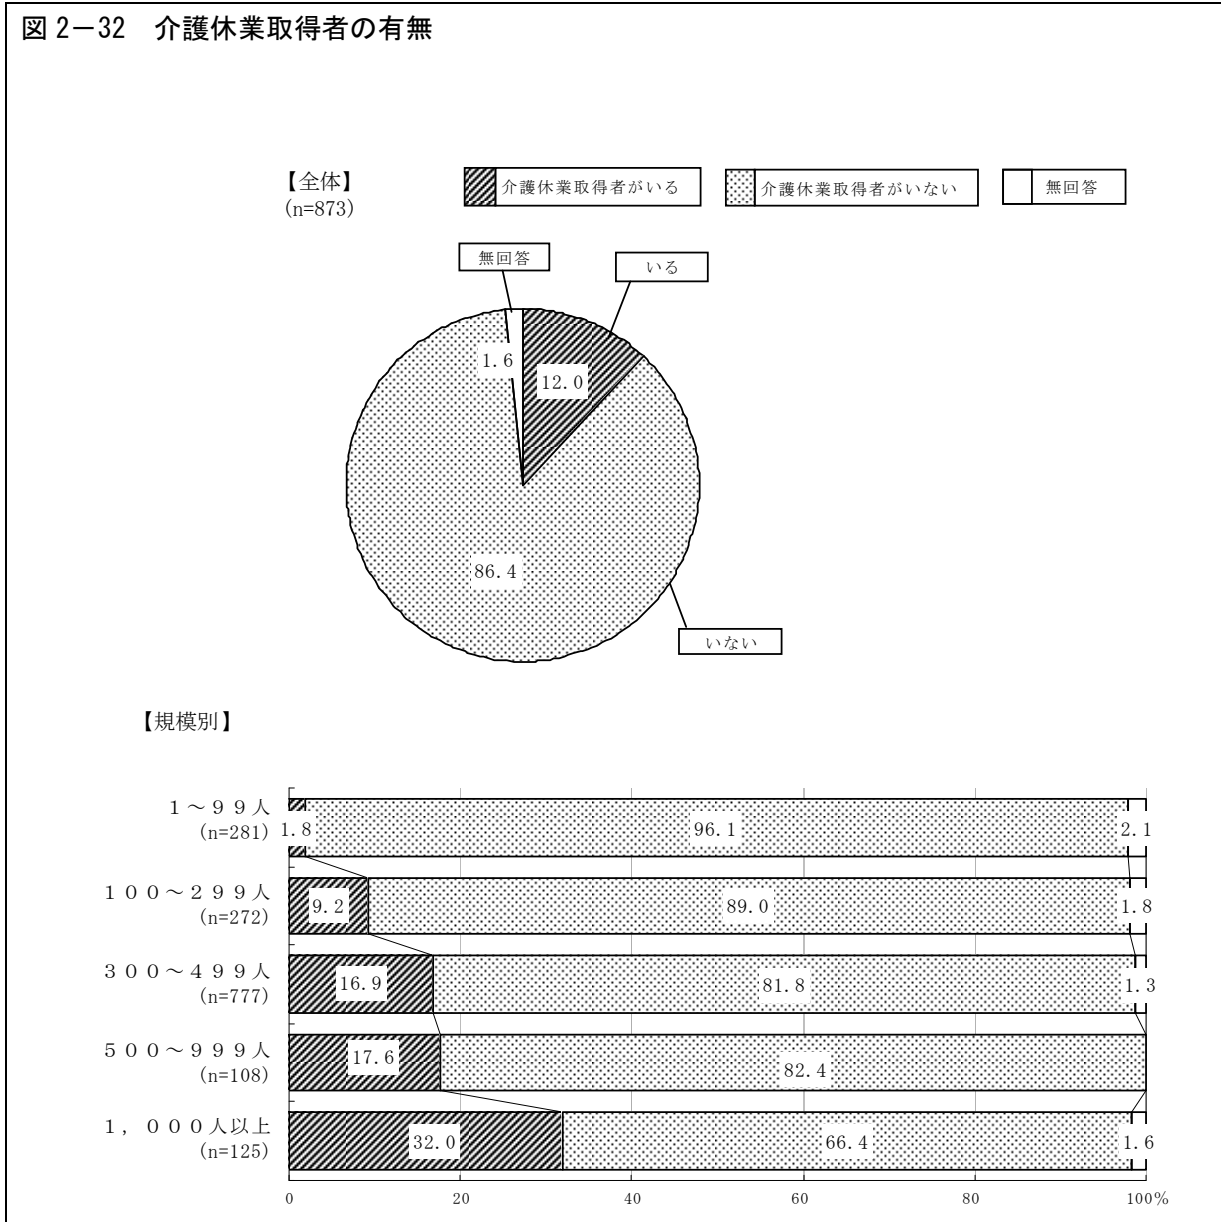 図 2－32　介護休業取得者の有無
【全体】
(n=873)
介護休業取得者がいる
介護休業取得者がいない
無回答
無回答
いる
1.6
12.0
86.4
いない
【規模別】
１～９９人
(n=281)
1.8
96.1
2.1
１００～２９９人
(n=272)
9.2
89.0
1.8
３００～４９９人
(n=777)
16.9
81.8
1.3
５００～９９９人
(n=108)
17.6
82.4
１，０００人以上
(n=125)
32.0
66.4
1.6
0 20 40 60 80 100%